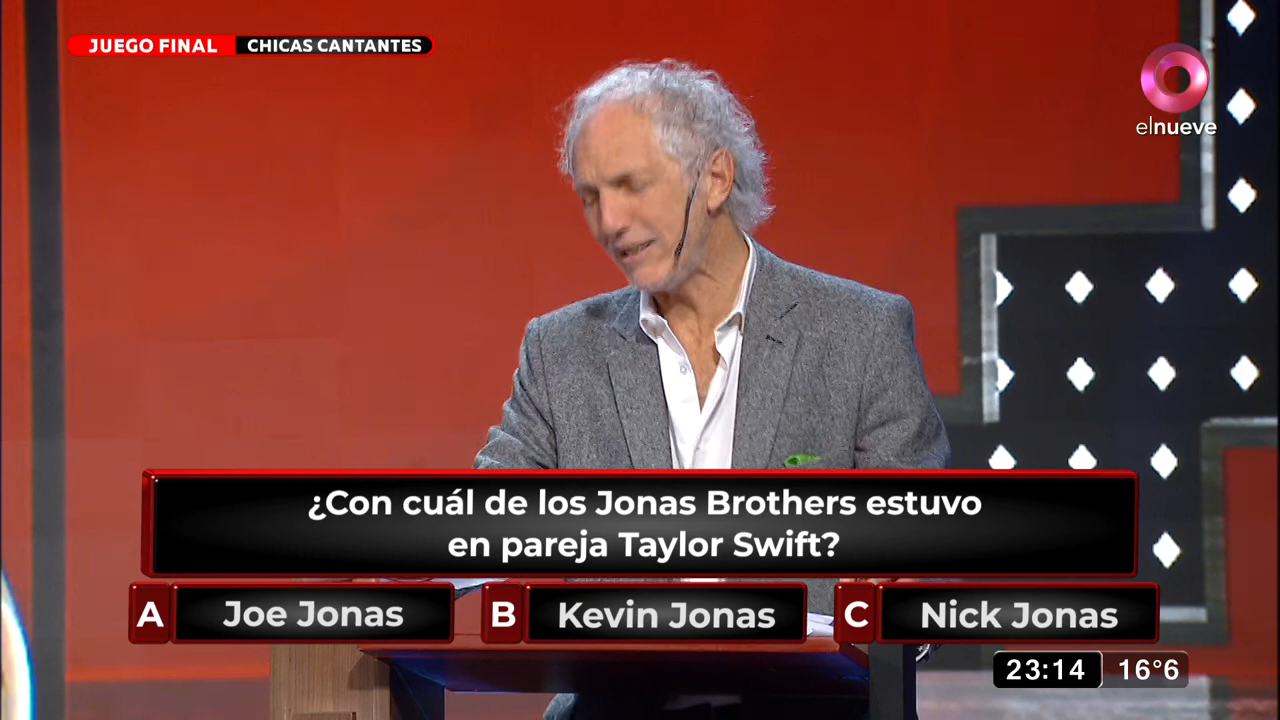 JUEGO FINAL CHICAS CANTANTES
elnueve
¿Con cuál de los Jonas Brothers estuvo
en pareja Taylor Swift?
A Joe Jonas B Kevin Jonas C Nick Jonas
23:14 16°6